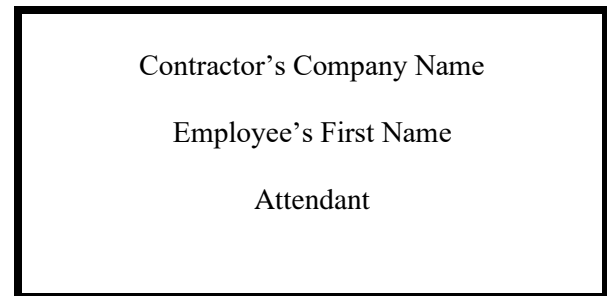 Contractor’s Company Name
Employee’s First Name
Attendant